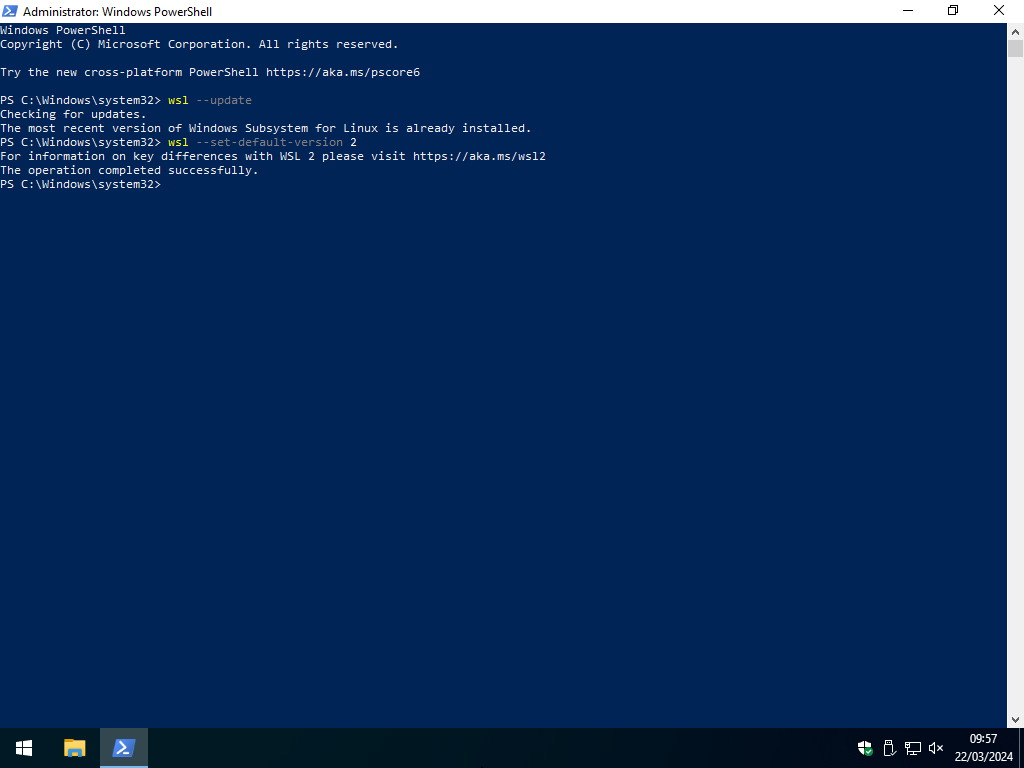 Administrator: Windows PowerShell
Windows PowerShell
Copyright (C) Microsoft Corporation. All rights reserved.
Try the new cross-platform PowerShell https://aka.ms/pscore6
PS C:\Windows\system32> wsl --update
Checking for updates.
The most recent version of Windows Subsystem for Linux is already installed.
PS C:\Windows\system32> wsl --set-default-version 2
For information on key differences with WSL 2 please visit https://aka.ms/wsl2
The operation completed successfully.
PS C:\Windows\system32>
09:57
22/03/2024